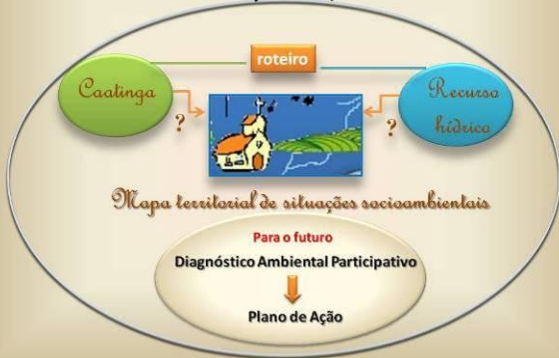 roteiro
Caatinga
Recurso
hídrico
?
?
Mapa territorial de situações socioambientais
Para o futuro
Diagnóstico Ambiental Participativo
Plano de Ação